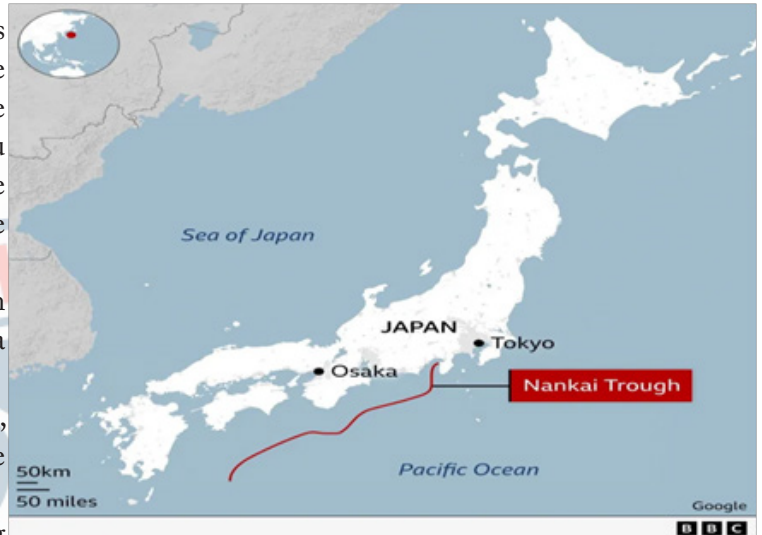 Sea of Japan
JAPAN
Tokyo
Osaka
Nankai Trough
50km
50 miles
Pacific Ocean
Google
BBC